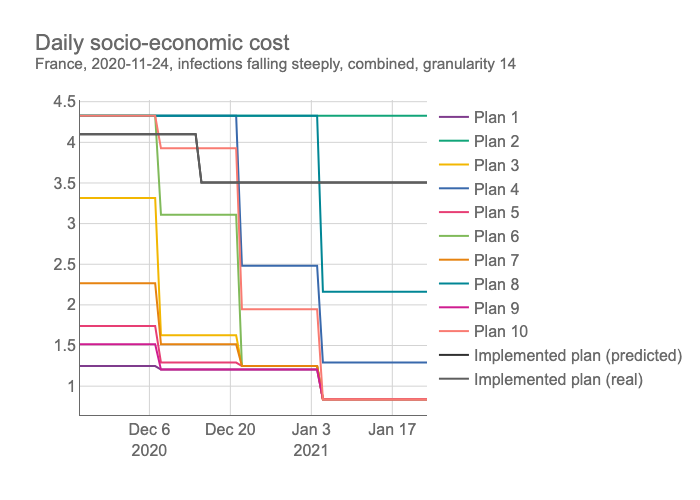 Daily socio-economic cost
France, 2020-11-24, infections falling steeply, combined, granularity 14
4.5
4
3.5
3
2.5
2
1.5
1
Dec 6
2020
Dec 20
Jan 3
2021
Jan 17
Plan 1
Plan 2
Plan 3
Plan 4
Plan 5
Plan 6
Plan 7
Plan 8
Plan 9
Plan 10
Implemented plan (predicted)
Implemented plan (real)